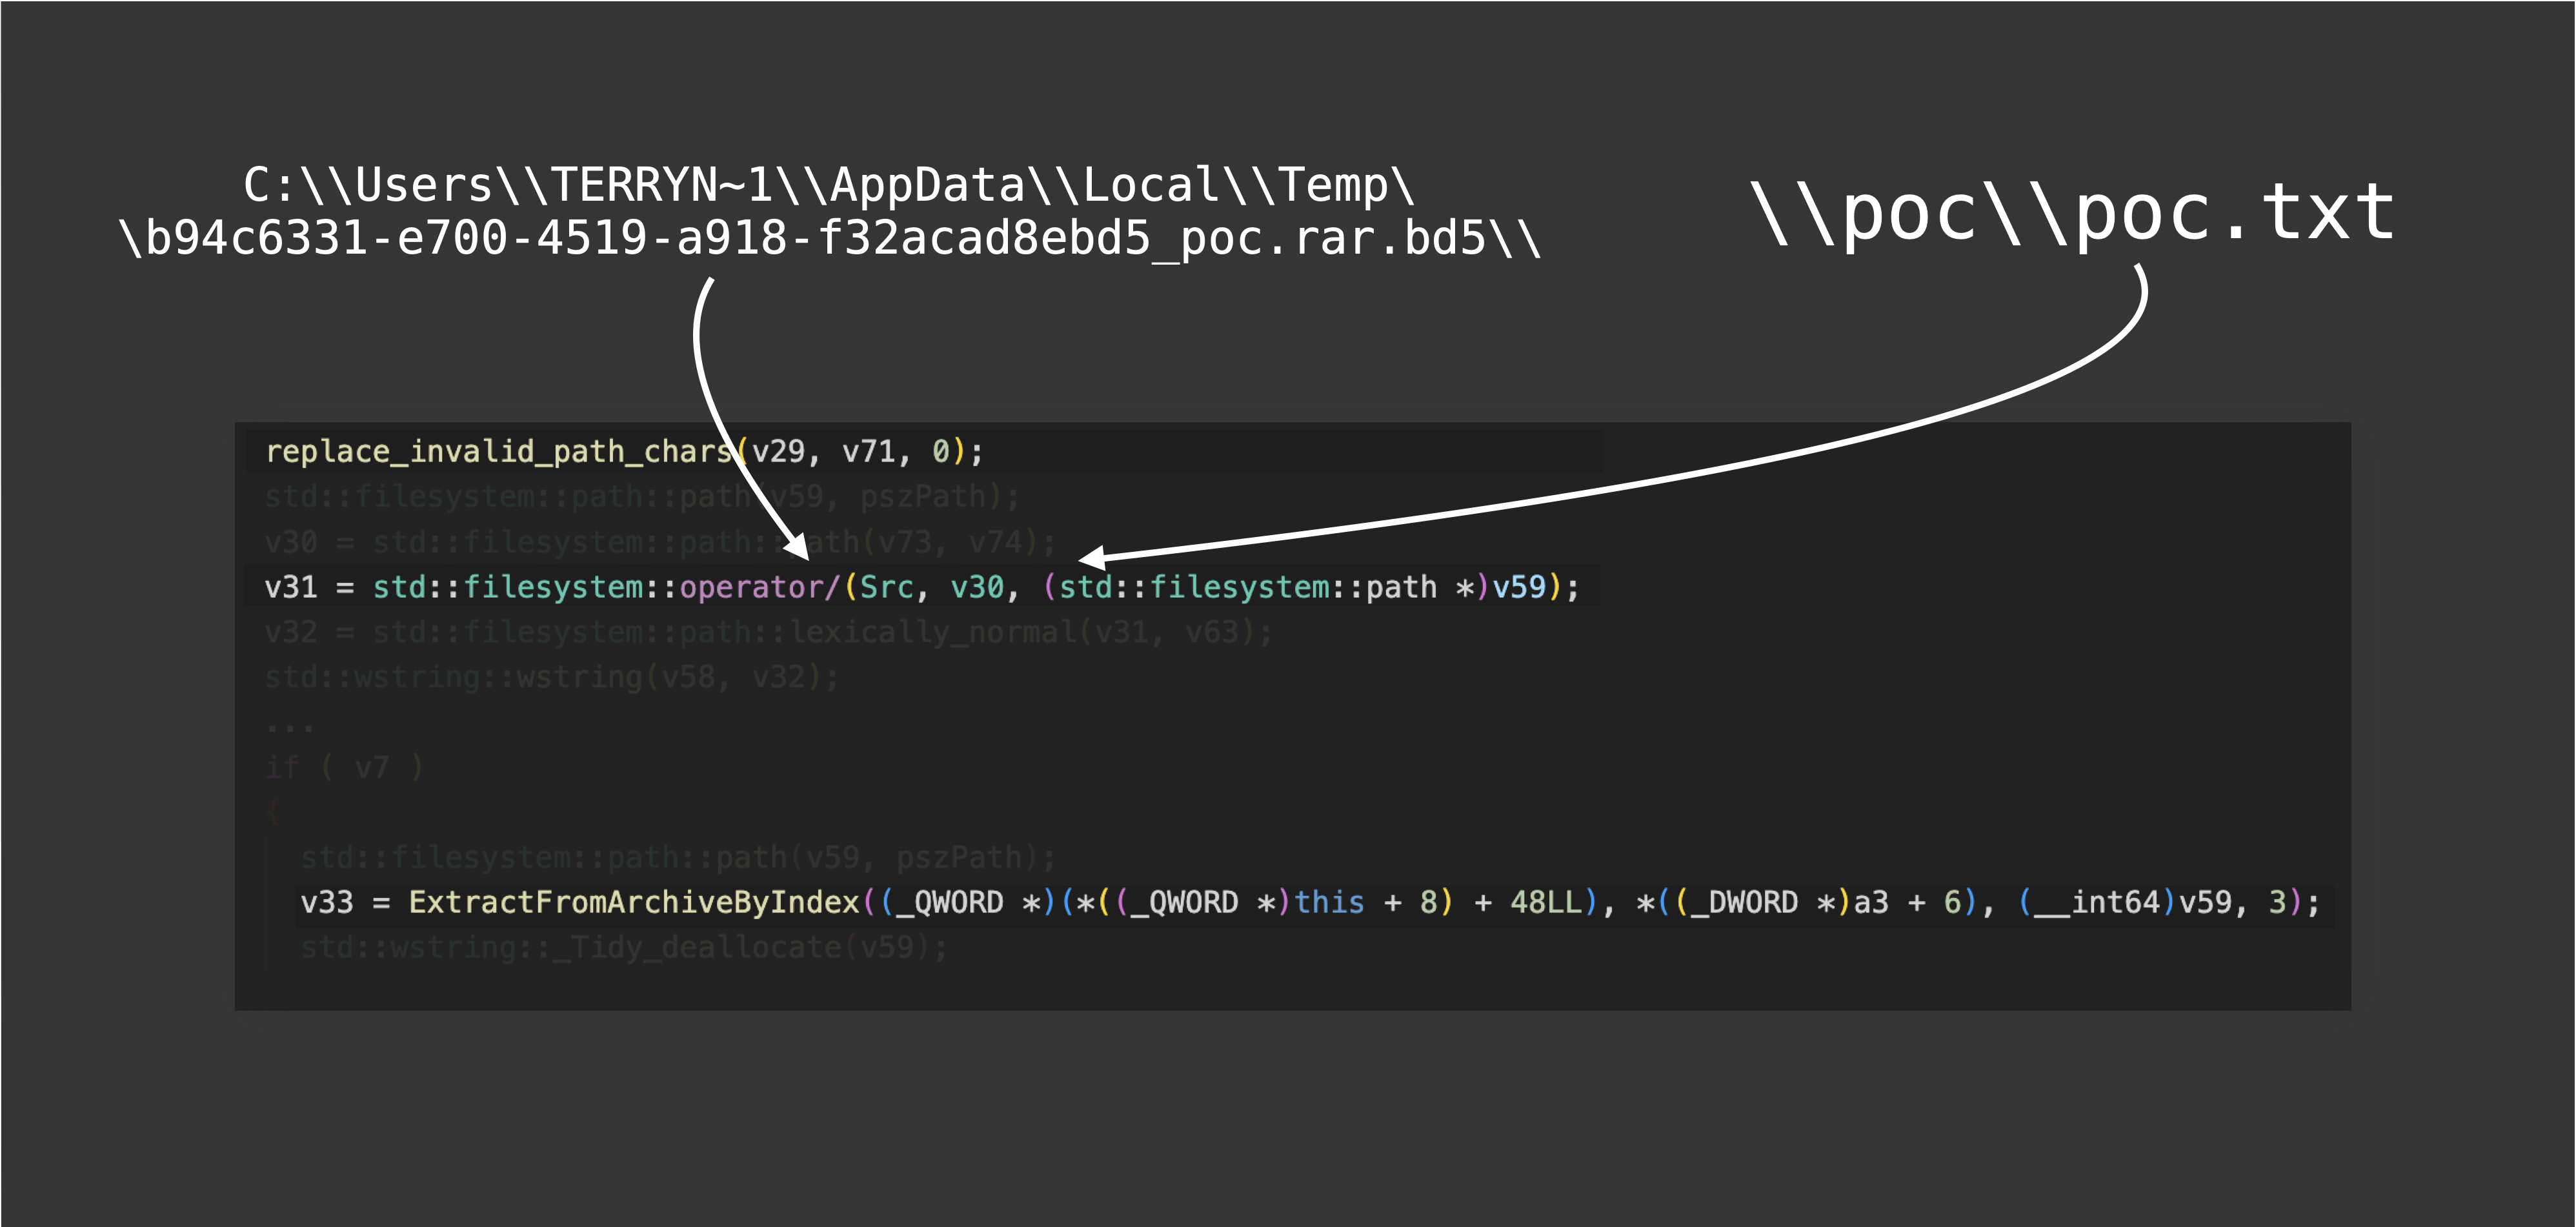 C:\\Users\\TERRYN~1\\AppData\\Local\\Temp\
\b94c6331-e700-4519-a918-f32acad8ebd5_poc.rar.bd5\\
\\poc\\poc.txt
replace_invalid_path_chars(v29, v71, 0);
std::filesystem::path::path(v59, pszPath);
v30 = std::filesystem::path::path(v73, v74);
v31 = std::filesystem::operator/(Src, v30, (std::filesystem::path *)v59);
v32 = std::filesystem::path::lexically_normal(v31, v63);
std::wstring::wstring(v58, v32);
...
if ( v7 )
{
std::filesystem::path::path(v59, pszPath);
v33 = ExtractFromArchiveByIndex((_QWORD *)(*((_QWORD *)this + 8) + 48LL), *((_DWORD *)a3 + 6), (__int64)v59, 3);
std::wstring::_Tidy_deallocate(v59);